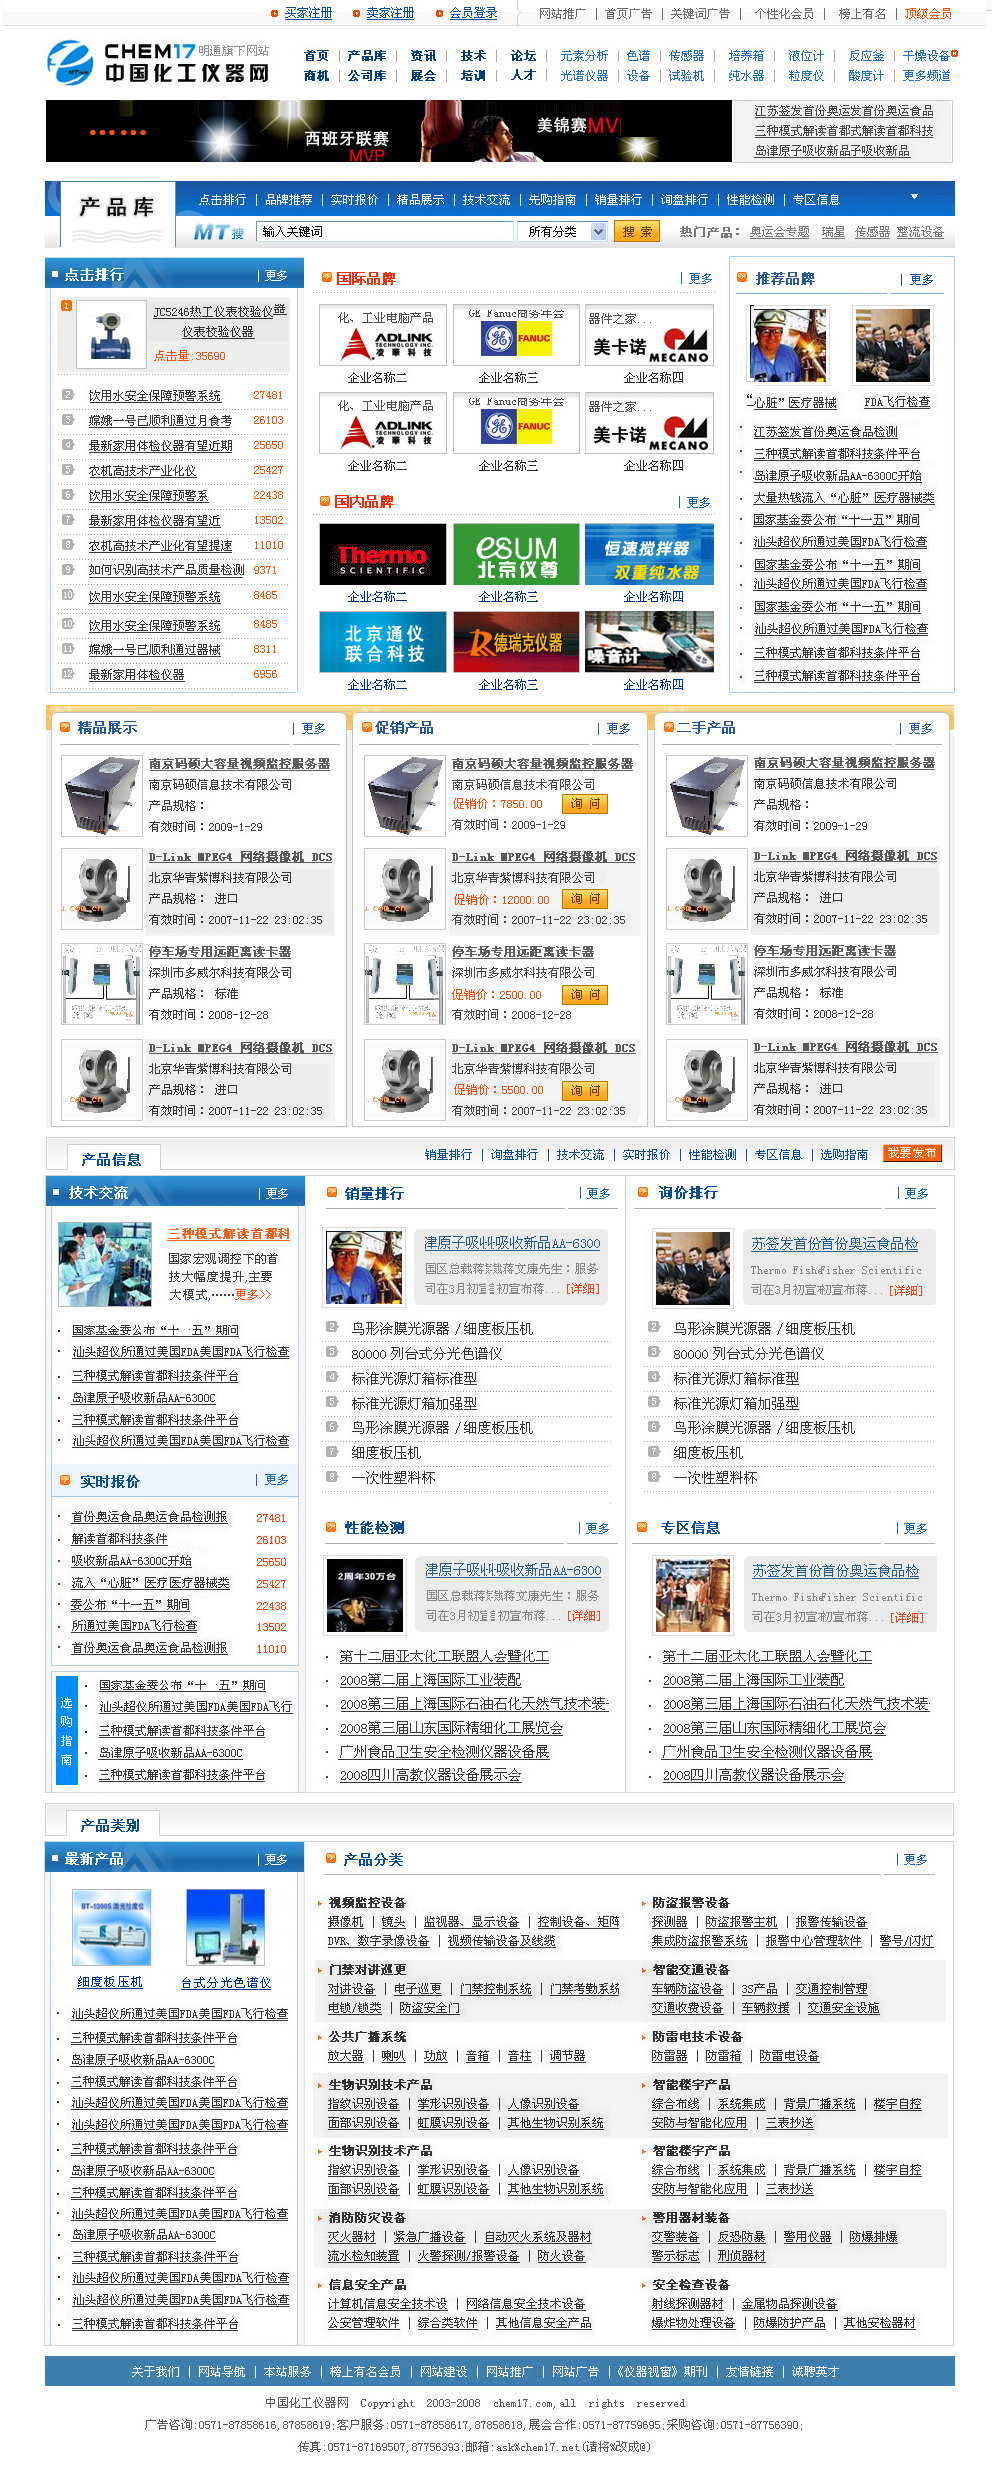 买家注册 卖家注册 会员登录 网站推广 | 首页广告 | 关键词广告 | 个性化会员 | 榜上有名 | 顶级会员
CHEM17 明通旗下网站
中国化工仪器网
首页 | 产品库 | 资讯 | 技术 | 论坛 | 元素分析 | 色谱 | 传感器 | 培养箱 | 液位计 | 反应釜 | 干燥设备
商机 | 公司库 | 展会 | 培训 | 人才 | 光谱仪器 | 设备 | 试验机 | 纯水器 | 粒度仪 | 酸度计 | 更多频道
西班牙联赛 MVP
美锦赛MVI
江苏签发首份奥运发首份奥运食品
三种模式解读首都式解读首都科技
岛津原子吸收新品子吸收新品
产品库
点击排行 | 品牌推荐 | 实时报价 | 精品展示 | 技术交流 | 先购指南 | 销量排行 | 询盘排行 | 性能检测 | 专区信息
MT搜 输入关键词 所有分类 搜 索 热门产品： 奥运会专题 瑞星 传感器 整流设备
点击排行 | 更多
1 JC5246热工仪表校验仪器
仪表校验仪器
点击量:35690
2 饮用水安全保障预警系统 27481
3 嫦娥一号已顺利通过月食考 26103
4 最新家用体检仪器有望近期 25650
5 农机高技术产业化仪 25427
6 饮用水安全保障预警系 22438
7 最新家用体检仪器有望近 13502
8 农机高技术产业化有望提速 11010
9 如何识别高技术产品质量检测 9371
10 饮用水安全保障预警系统 8485
10 饮用水安全保障预警系统 8485
11 嫦娥一号已顺利通过器械 8311
12 最新家用体检仪器 6956
国际品牌 | 更多
化、工业电脑产品 GE Fanuc商务年会 器件之家...
ADLINK 凌華科技 FANUC 美卡诺 MECANO
企业名称二 企业名称三 企业名称四
化、工业电脑产品 GE Fanuc商务年会 器件之家...
ADLINK 凌華科技 FANUC 美卡诺 MECANO
企业名称二 企业名称三 企业名称四
国内品牌 | 更多
Thermo SCIENTIFIC eSUM 北京仪尊 恒速搅拌器 双重纯水器
企业名称二 企业名称三 企业名称四
北京通仪 联合科技 德瑞克仪器 噪音计
企业名称二 企业名称三 企业名称四
推荐品牌 | 更多
“心脏”医疗器械 FDA飞行检查
江苏签发首份奥运食品检测
三种模式解读首都科技条件平台
岛津原子吸收新品AA-6300C开始
大量热钱流入“心脏”医疗器械类
国家基金委公布“十一五”期间
汕头超仪所通过美国FDA飞行检查
国家基金委公布“十一五”期间
汕头超仪所通过美国FDA飞行检查
国家基金委公布“十一五”期间
汕头超仪所通过美国FDA飞行检查
三种模式解读首都科技条件平台
三种模式解读首都科技条件平台
精品展示 | 更多
南京码硕大容量视频监控服务器
南京码硕信息技术有限公司
产品规格：
有效时间：2009-1-29
D-Link MPEG4 网络摄像机 DCS
北京华青紫博科技有限公司
产品规格： 进口
有效时间：2007-11-22 23:02:35
停车场专用远距离读卡器
深圳市多威尔科技有限公司
产品规格： 标准
有效时间：2008-12-28
D-Link MPEG4 网络摄像机 DCS
北京华青紫博科技有限公司
产品规格： 进口
有效时间：2007-11-22 23:02:35
促销产品 | 更多
南京码硕大容量视频监控服务器
南京码硕信息技术有限公司
促销价：7850.00 询 问
有效时间：2009-1-29
D-Link MPEG4 网络摄像机 DCS
北京华青紫博科技有限公司
促销价：12000.00 询 问
有效时间：2007-11-22 23:02:35
停车场专用远距离读卡器
深圳市多威尔科技有限公司
促销价：2500.00 询 问
有效时间：2008-12-28
D-Link MPEG4 网络摄像机 DCS
北京华青紫博科技有限公司
促销价：5500.00 询 问
有效时间：2007-11-22 23:02:35
二手产品 | 更多
南京码硕大容量视频监控服务器
南京码硕信息技术有限公司
产品规格：
有效时间：2009-1-29
D-Link MPEG4 网络摄像机 DCS
北京华青紫博科技有限公司
产品规格： 进口
有效时间：2007-11-22 23:02:35
停车场专用远距离读卡器
深圳市多威尔科技有限公司
产品规格： 标准
有效时间：2008-12-28
D-Link MPEG4 网络摄像机 DCS
北京华青紫博科技有限公司
产品规格： 进口
有效时间：2007-11-22 23:02:35
产品信息 销量排行 | 询盘排行 | 技术交流 | 实时报价 | 性能检测 | 专区信息 | 选购指南 我要发布
技术交流 | 更多
三种模式解读首都科
国家宏观调控下的首
技大幅度提升,主要
大模式,……更多>>
国家基金委公布“十一五”期间
汕头超仪所通过美国FDA美国FDA飞行检查
三种模式解读首都科技条件平台
岛津原子吸收新品AA-6300C
三种模式解读首都科技条件平台
汕头超仪所通过美国FDA美国FDA飞行检查
实时报价 | 更多
首份奥运食品奥运食品检测报 27481
解读首都科技条件 26103
吸收新品AA-6300C开始 25650
流入“心脏”医疗医疗器械类 25427
委公布“十一五”期间 22438
所通过美国FDA飞行检查 13502
首份奥运食品奥运食品检测报 11010
选购指南
国家基金委公布“十一五”期间
汕头超仪所通过美国FDA美国FDA飞行
三种模式解读首都科技条件平台
岛津原子吸收新品AA-6300C
三种模式解读首都科技条件平台
销量排行 | 更多
津原子吸收吸收新品AA-6300
司在3月初宣布蒋... [详细]
2 鸟形涂膜光源器 /细度板压机
3 80000 列台式分光色谱仪
4 标准光源灯箱标准型
5 标准光源灯箱加强型
6 鸟形涂膜光源器 /细度板压机
7 细度板压机
8 一次性塑料杯
询价排行 | 更多
苏签发首份首份奥运食品检
Thermo Fisher Scientific
司在3月初宣布蒋... [详细]
2 鸟形涂膜光源器 /细度板压机
3 80000 列台式分光色谱仪
4 标准光源灯箱标准型
5 标准光源灯箱加强型
6 鸟形涂膜光源器 /细度板压机
7 细度板压机
8 一次性塑料杯
性能检测 | 更多
2周年30万台
津原子吸收吸收新品AA-6300
司在3月初宣布蒋... [详细]
第十二届亚太化工联盟人会暨化工
2008第二届上海国际工业装配
2008第三届上海国际石油石化天然气技术装
2008第三届山东国际精细化工展览会
广州食品卫生安全检测仪器设备展
2008四川高教仪器设备展示会
专区信息 | 更多
苏签发首份首份奥运食品检
Thermo Fisher Scientific
司在3月初宣布蒋... [详细]
第十二届亚太化工联盟人会暨化工
2008第二届上海国际工业装配
2008第三届上海国际石油石化天然气技术装
2008第三届山东国际精细化工展览会
广州食品卫生安全检测仪器设备展
2008四川高教仪器设备展示会
产品类别
最新产品 | 更多
细度板压机 台式分光色谱仪
汕头超仪所通过美国FDA美国FDA飞行检查
三种模式解读首都科技条件平台
岛津原子吸收新品AA-6300C
三种模式解读首都科技条件平台
汕头超仪所通过美国FDA美国FDA飞行检查
汕头超仪所通过美国FDA美国FDA飞行检查
三种模式解读首都科技条件平台
岛津原子吸收新品AA-6300C
三种模式解读首都科技条件平台
汕头超仪所通过美国FDA美国FDA飞行检查
岛津原子吸收新品AA-6300C
三种模式解读首都科技条件平台
汕头超仪所通过美国FDA美国FDA飞行检查
汕头超仪所通过美国FDA美国FDA飞行检查
三种模式解读首都科技条件平台
产品分类 | 更多
视频监控设备
摄像机 | 镜头 | 监视器、显示设备 | 控制设备、矩阵
DVR、数字录像设备 | 视频传输设备及线缆
门禁对讲巡更
对讲设备 | 电子巡更 | 门禁控制系统 | 门禁考勤系统
电锁/锁类 | 防盗安全门
公共广播系统
放大器 | 喇叭 | 功放 | 音箱 | 音柱 | 调节器
生物识别技术产品
指纹识别设备 | 掌形识别设备 | 人像识别设备
面部识别设备 | 虹膜识别设备 | 其他生物识别系统
生物识别技术产品
指纹识别设备 | 掌形识别设备 | 人像识别设备
面部识别设备 | 虹膜识别设备 | 其他生物识别系统
消防防灾设备
灭火器材 | 紧急广播设备 | 自动灭火系统及器材
流水检知装置 | 火警探测/报警设备 | 防火设备
信息安全产品
计算机信息安全技术设 | 网络信息安全技术设备
公安管理软件 | 综合类软件 | 其他信息安全产品
防盗报警设备
探测器 | 防盗报警主机 | 报警传输设备
集成防盗报警系统 | 报警中心管理软件 | 警号/闪灯
智能交通设备
车辆防盗设备 | 3S产品 | 交通控制管理
交通收费设备 | 车辆救援 | 交通安全设施
防雷电技术设备
防雷器 | 防雷箱 | 防雷电设备
智能楼宇产品
综合布线 | 系统集成 | 背景广播系统 | 楼宇自控
安防与智能化应用 | 三表抄送
智能楼宇产品
综合布线 | 系统集成 | 背景广播系统 | 楼宇自控
安防与智能化应用 | 三表抄送
警用器材装备
交警装备 | 反恐防暴 | 警用仪器 | 防爆排爆
警示标志 | 刑侦器材
安全检查设备
射线探测器材 | 金属物品探测设备
爆炸物处理设备 | 防爆防护产品 | 其他安检器材
关于我们 | 网站导航 | 本站服务 | 榜上有名会员 | 网站建设 | 网站推广 | 网站广告 |《仪器视窗》期刊 | 友情链接 | 诚聘英才
中国化工仪器网 Copyright 2003-2008 chem17.com,all rights reserved
广告咨询:0571-87858616,87858619;客户服务:0571-87858617,87858618,展会合作:0571-87759695;采购咨询:0571-87756390;
传真:0571-87169507,87756393;邮箱:ask%chem17.net(请将%改成@)